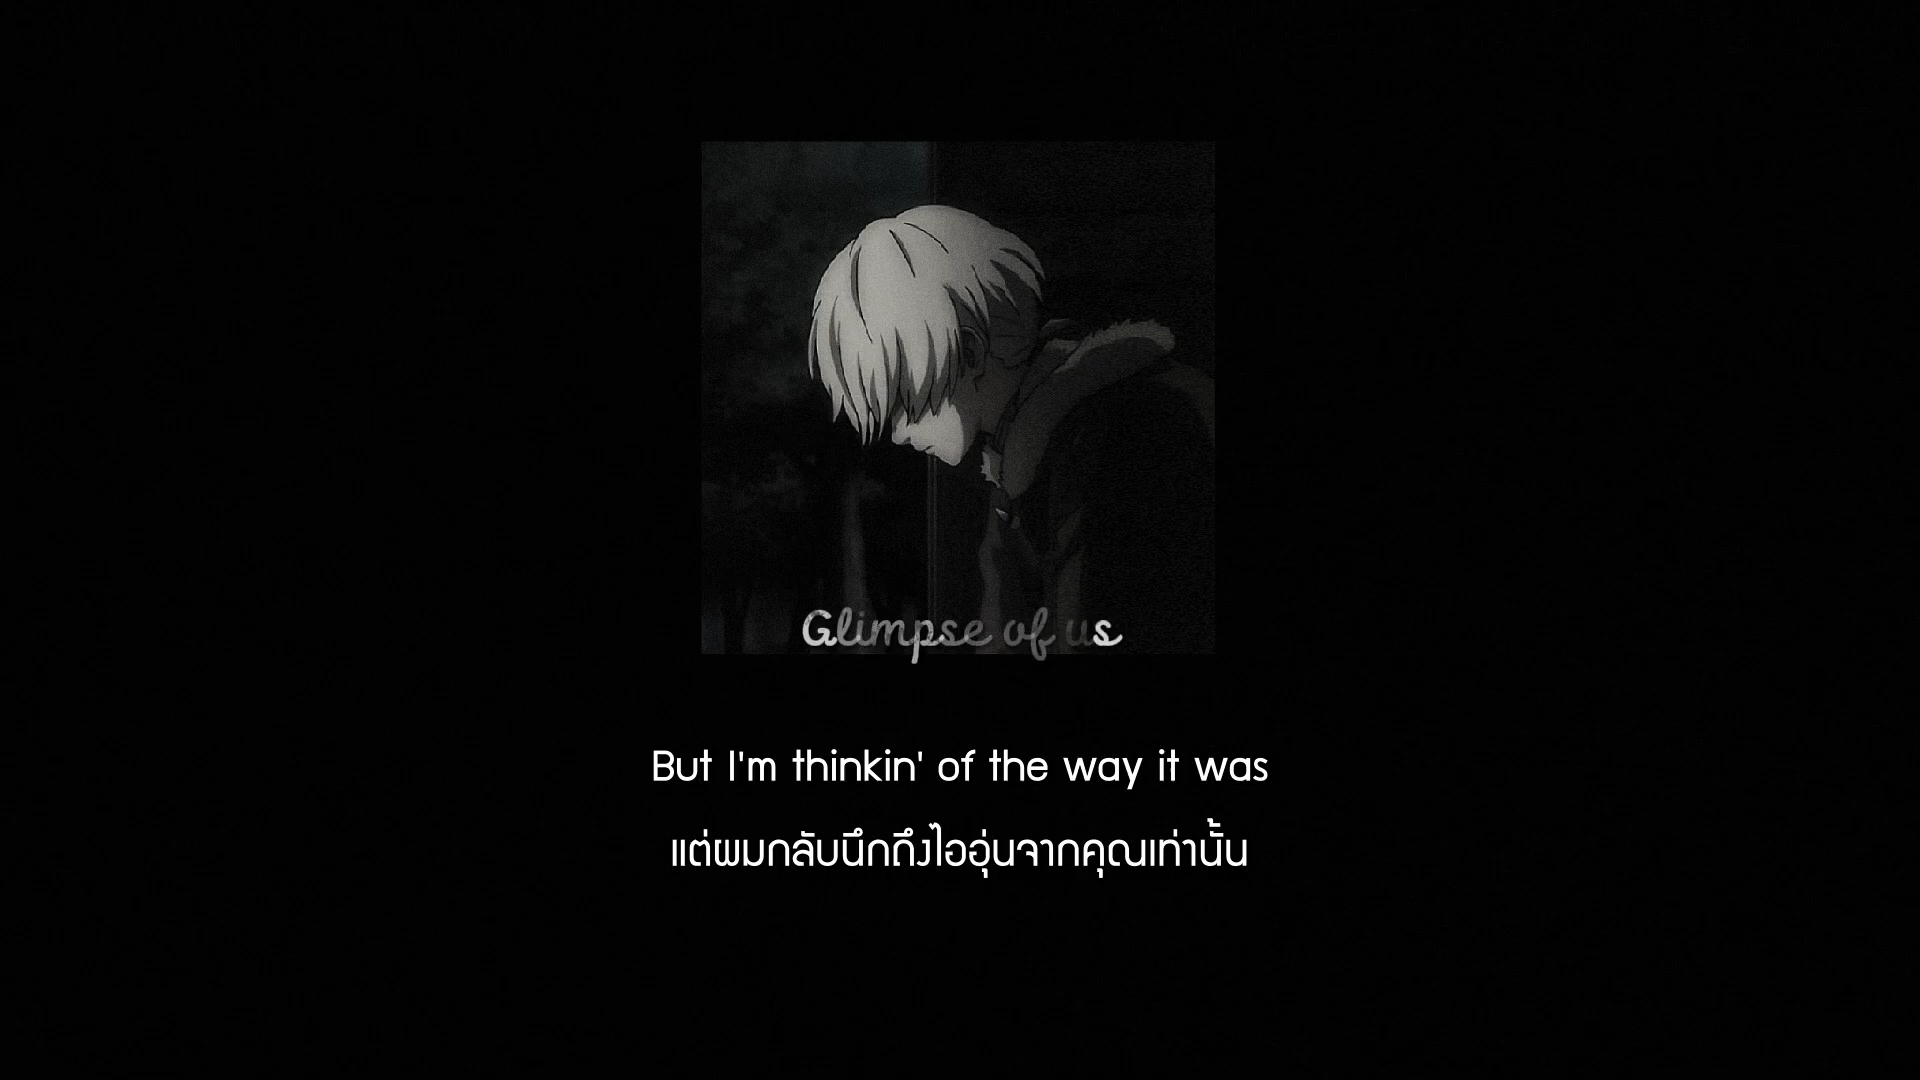 Glimpse of us
But I'm thinkin' of the way it was
แต่ผมกลับนึกถึงไออุ่นจากคุณเท่านั้น